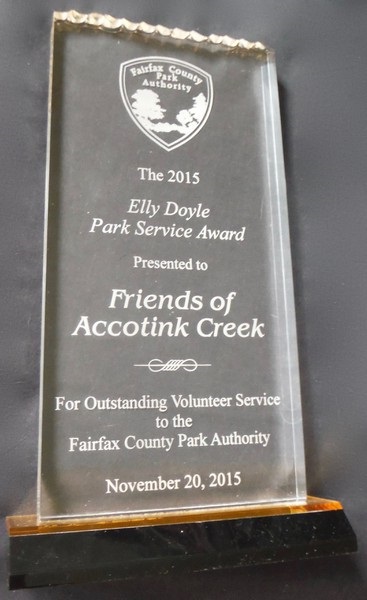 Fairfax County
Park
Authority
The 2015
Elly Doyle
Park Service Award
Presented to
Friends of
Accotink Creek
For Outstanding Volunteer Service
to the
Fairfax County Park Authority
November 20, 2015